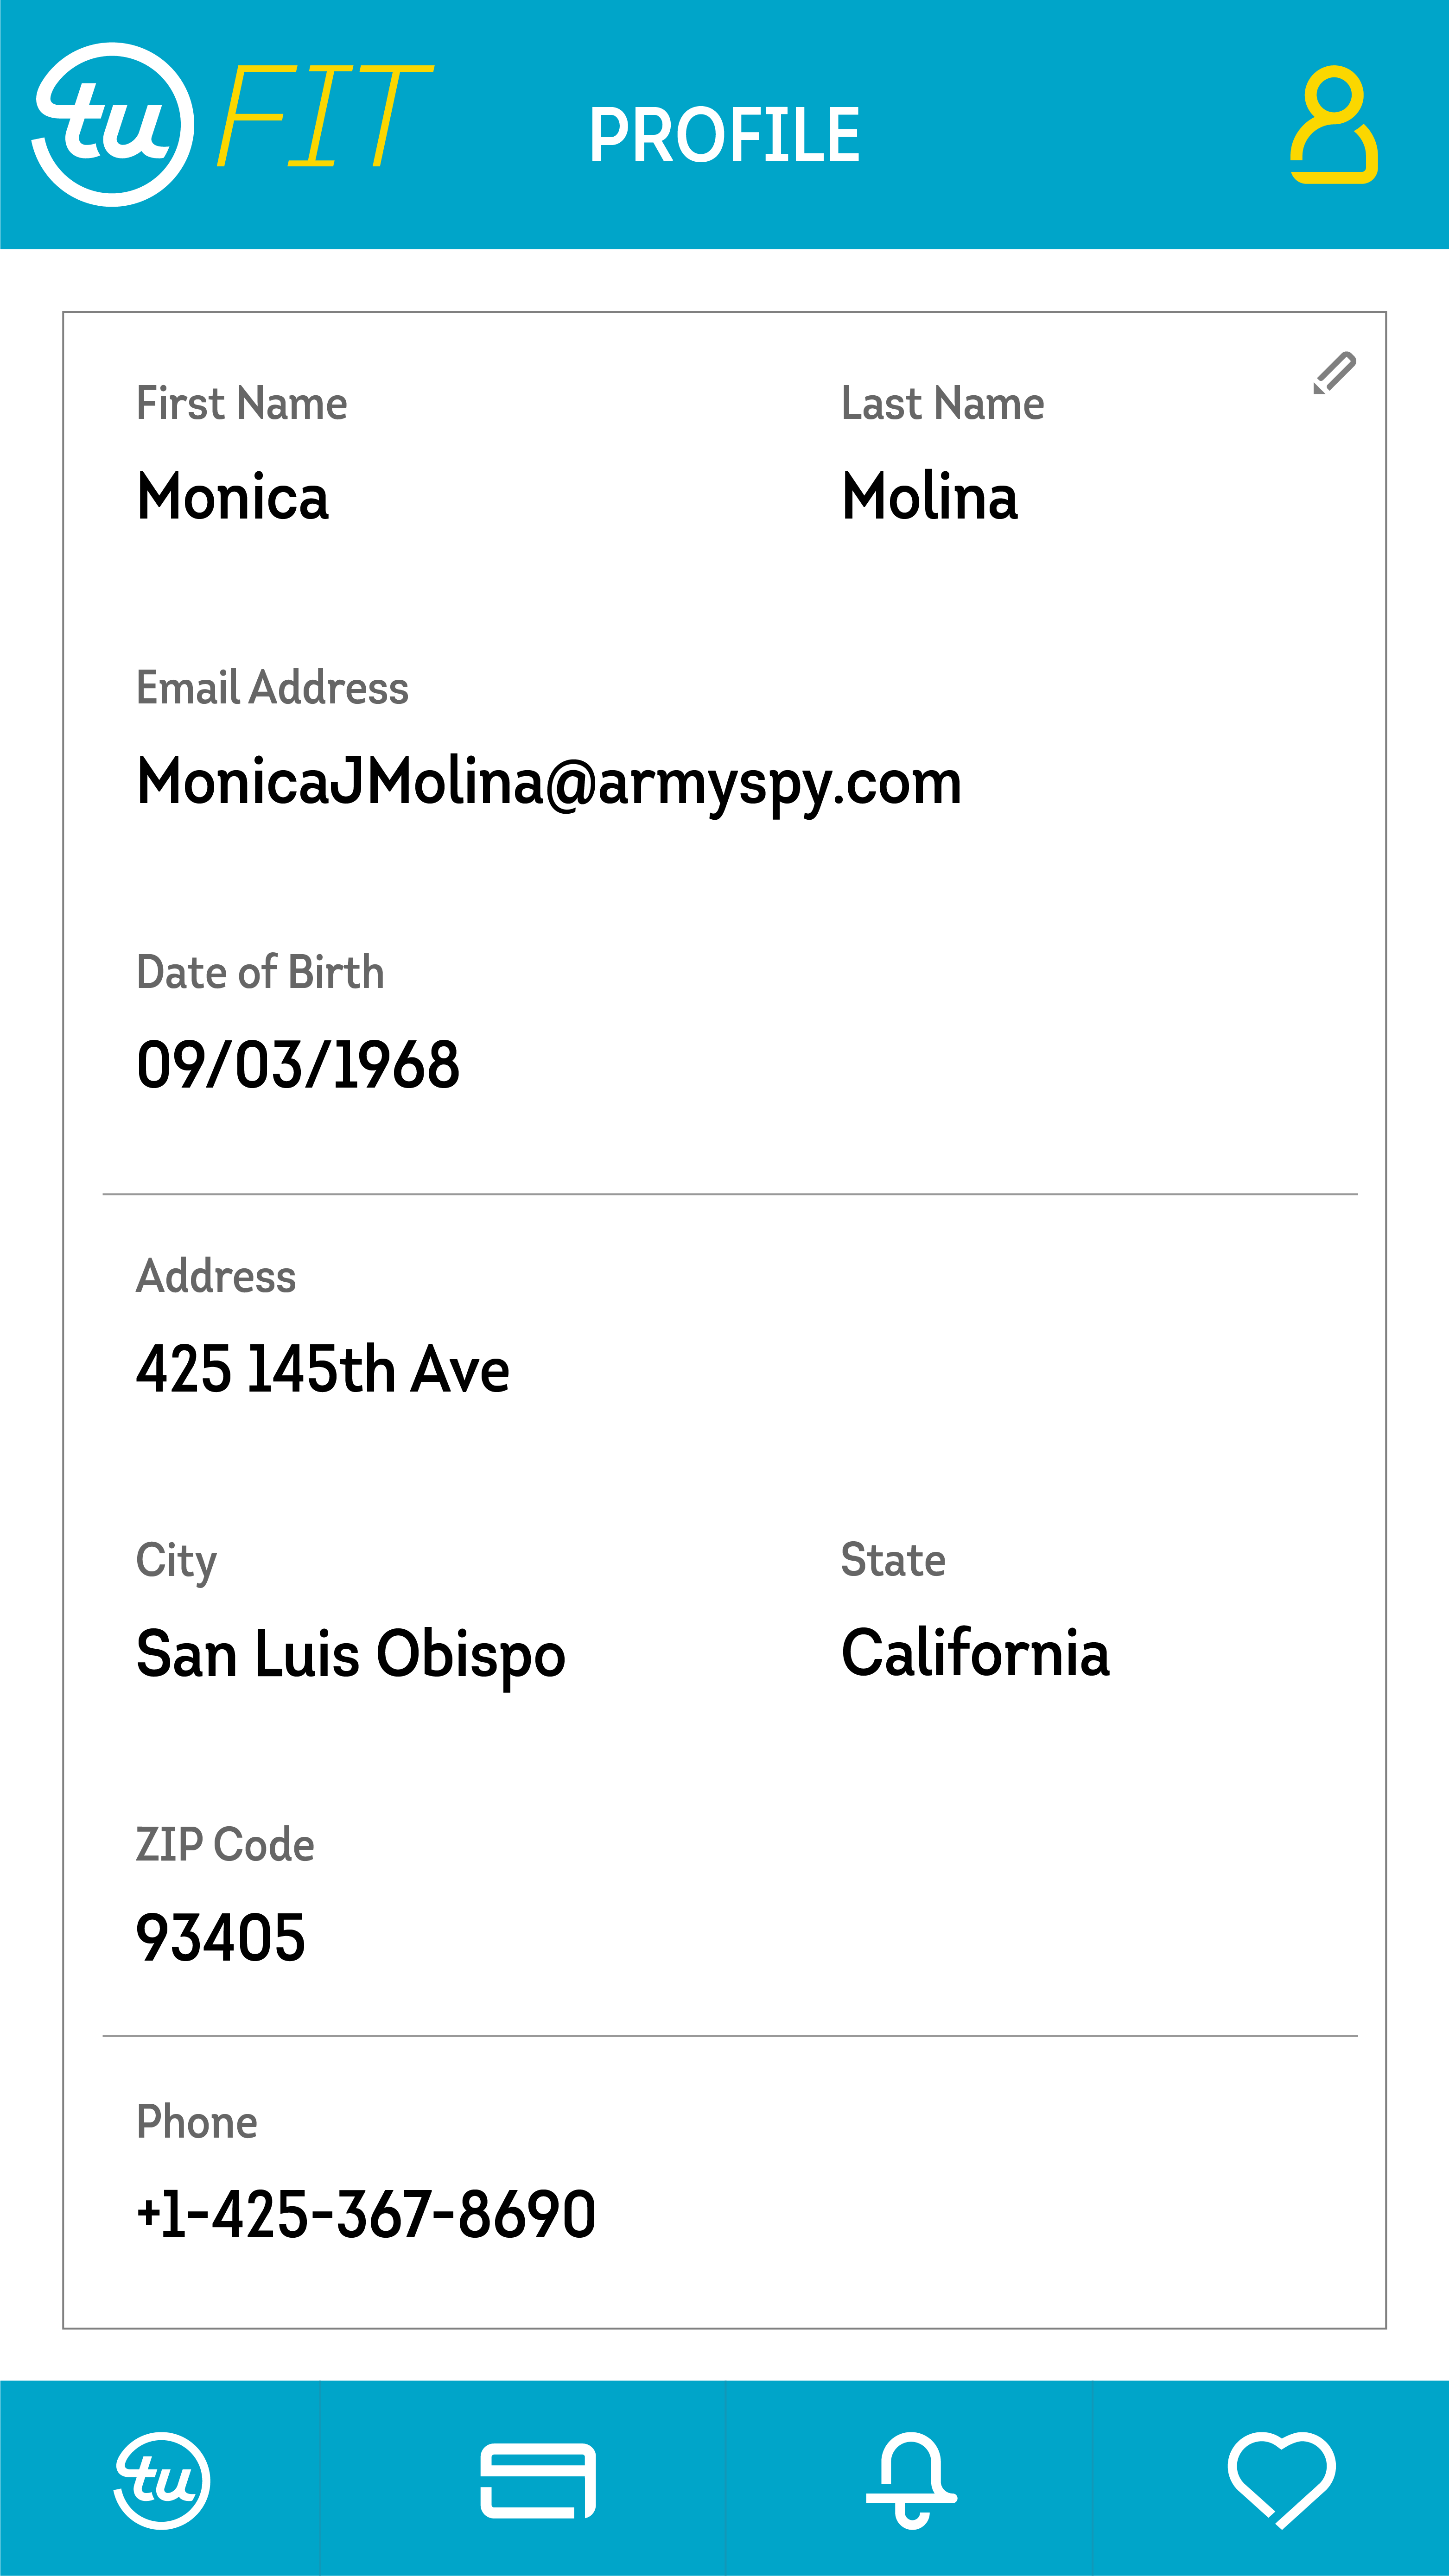 tu FIT PROFILE
First Name Last Name
Monica Molina
Email Address
MonicaJMolina@armyspy.com
Date of Birth
09/03/1968
Address
425 145th Ave
City State
San Luis Obispo California
ZIP Code
93405
Phone
+1-425-367-8690
tu